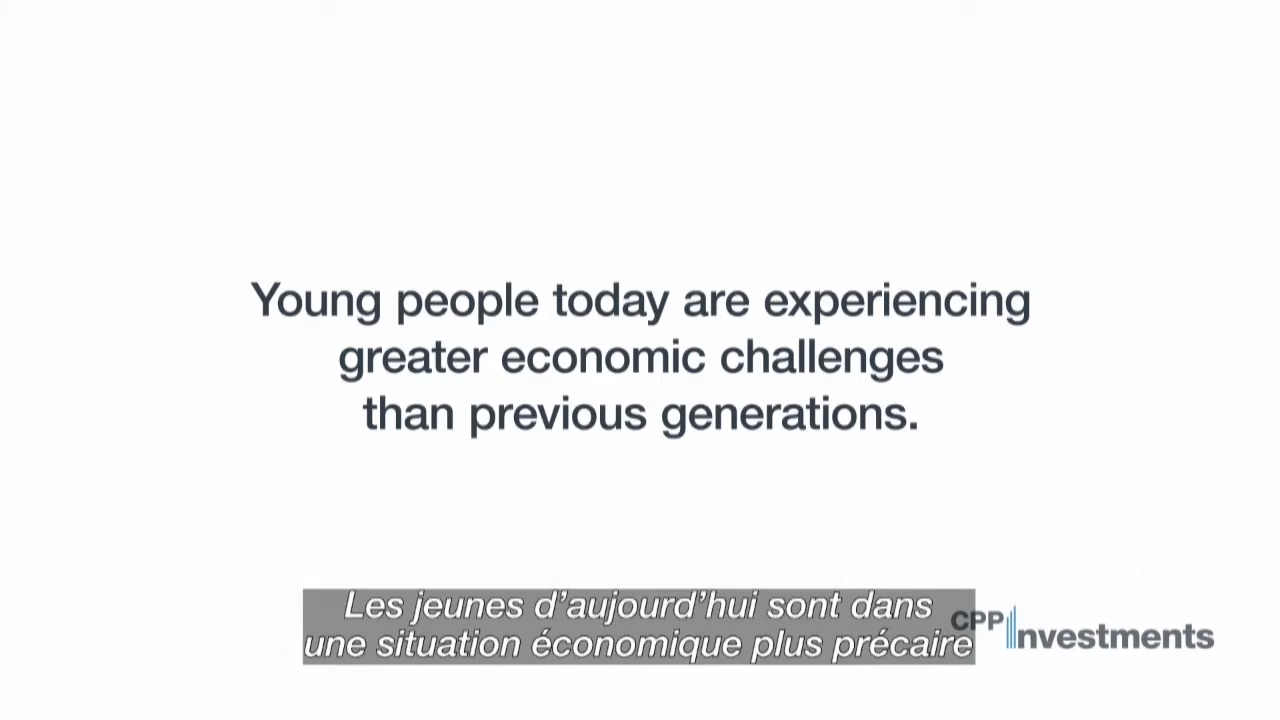 Young people today are experiencing
greater economic challenges
than previous generations.
Les jeunes d’aujourd’hui sont dans
une situation économique plus précaire
CPP
Investments